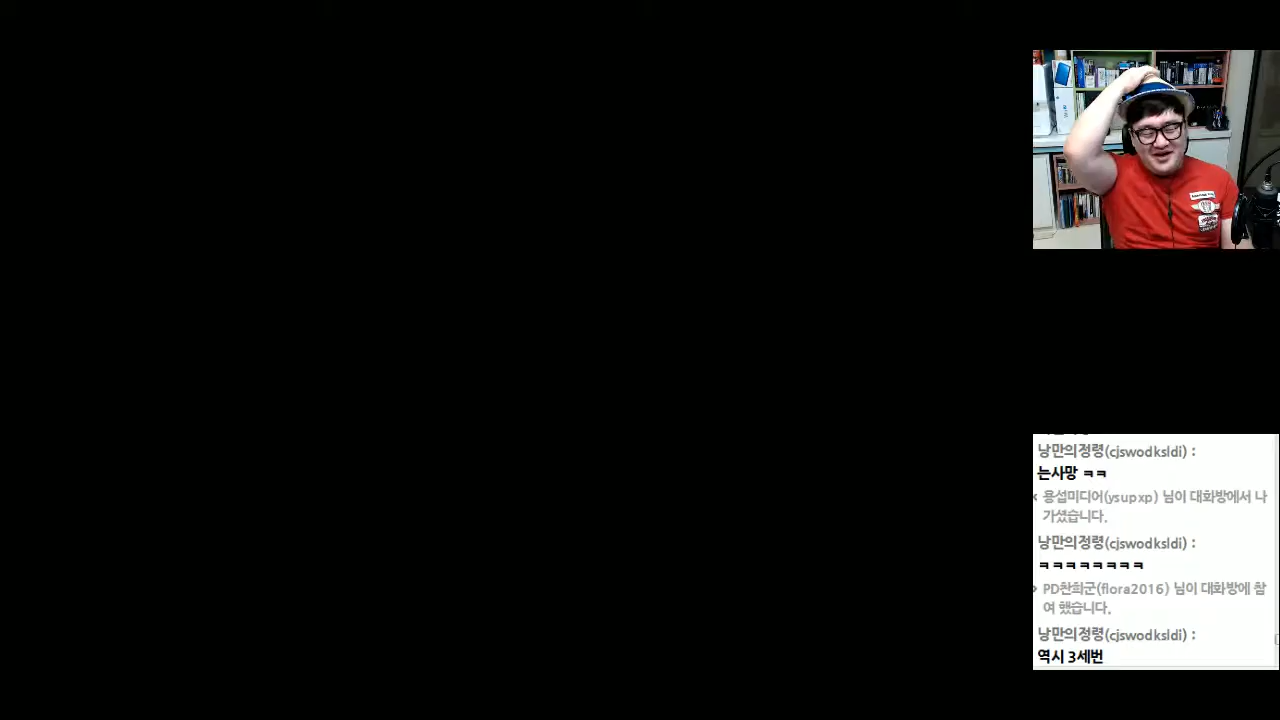 낭만의정령(cjswodksldi) :
는사망 ㅋㅋ
용섭미디어(ysupxp) 님이 대화방에서 나
가셨습니다.
낭만의정령(cjswodksldi) :
ㅋㅋㅋㅋㅋㅋㅋㅋ
PD찬희군(flora2016) 님이 대화방에 참
여 했습니다.
낭만의정령(cjswodksldi) :
역시 3세번